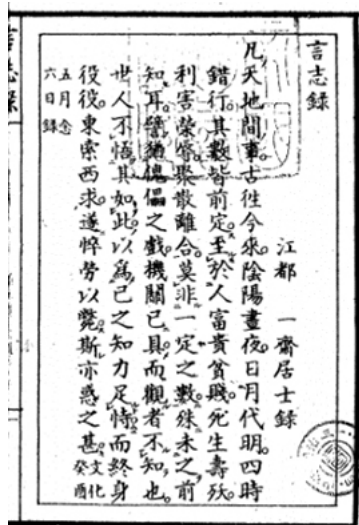 言志録
江都　一齋居士録
凡天地間事。古徃今來。陰陽晝夜。日月代明。四時
錯行。其數皆前定。至於人富貴貧賤。死生壽殀。
利害榮辱。聚散離合。莫非一定之數。殊未之前
知耳。譬猶傀儡之戲。機關已具。而觀者不知也。
世人不悟其如此。以爲己之知力足恃。而終身
役役。東索西求。遂悴勞以斃。斯亦惑之甚。文化癸酉
五月念
六日録
言志録